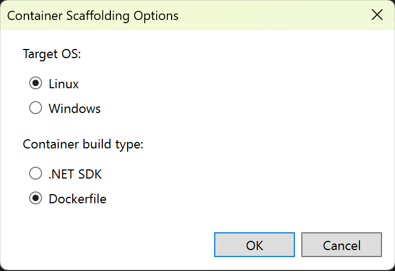 Container Scaffolding Options
Target OS:
Linux
Windows
Container build type:
.NET SDK
Dockerfile
OK
Cancel